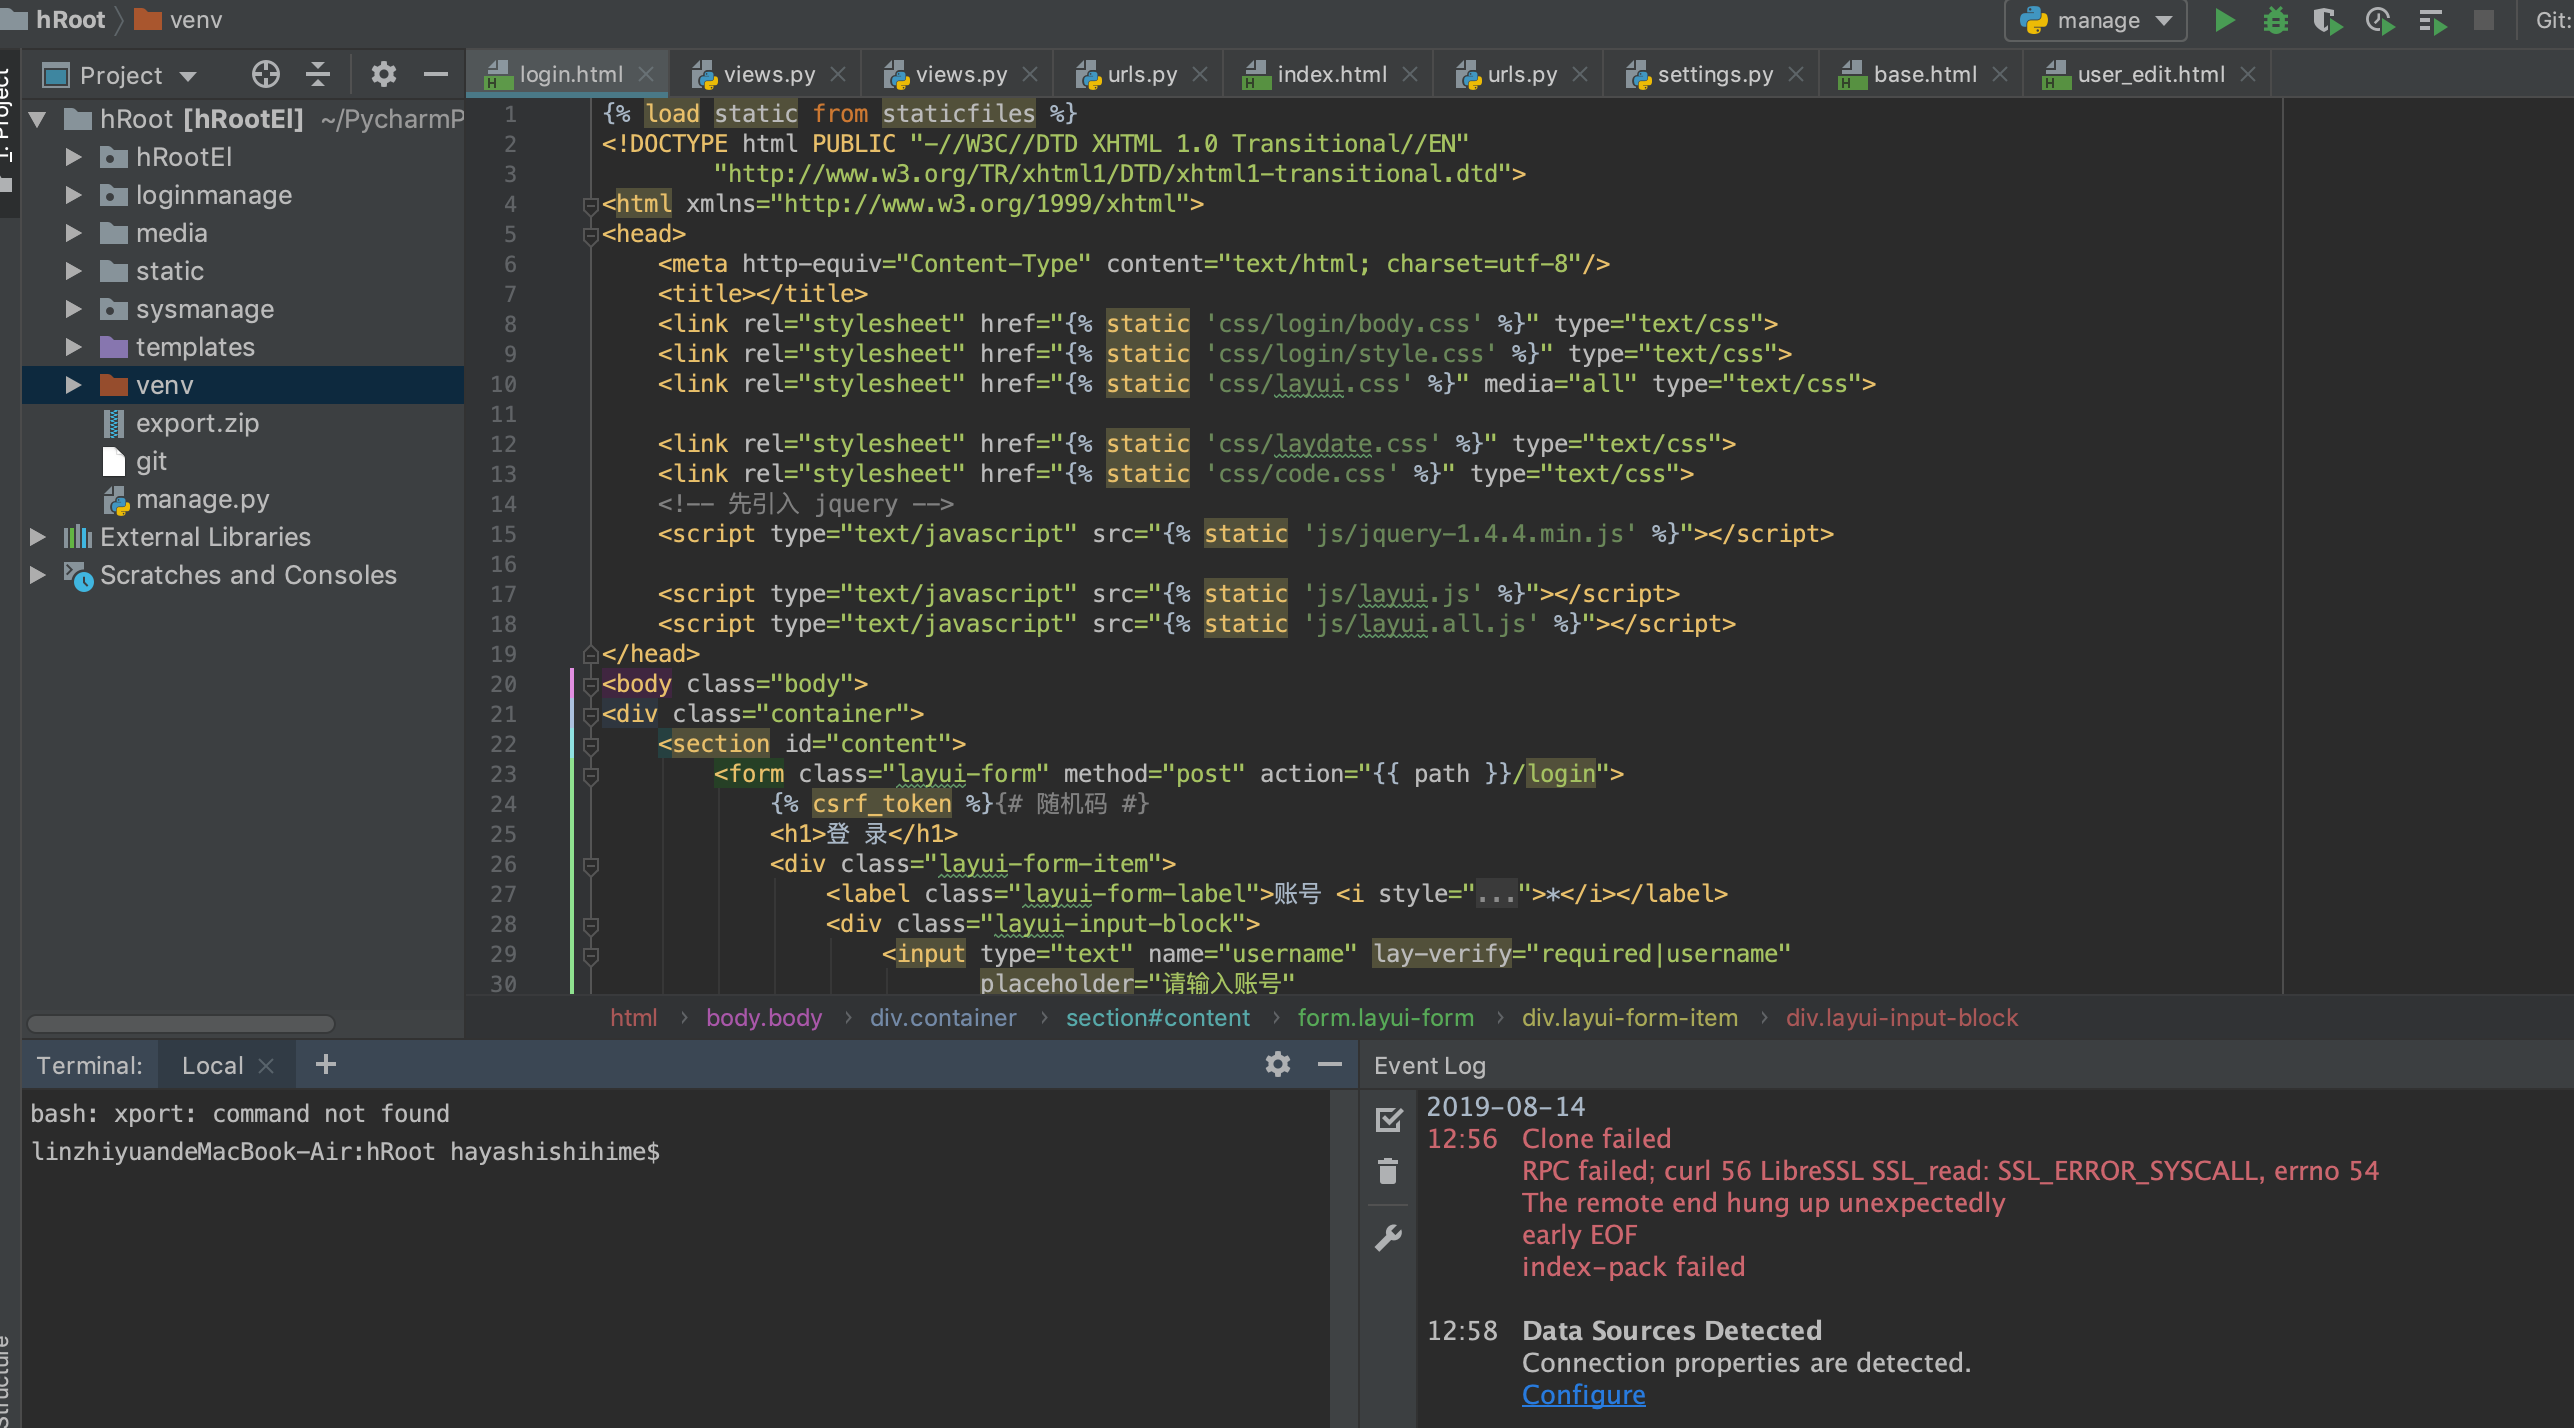 hRoot venv
manage
Git:
1: Project
Project
login.html views.py views.py urls.py index.html urls.py settings.py base.html user_edit.html
hRoot [hRootEl] ~/PycharmP
hRootEl
loginmanage
media
static
sysmanage
templates
venv
export.zip
git
manage.py
External Libraries
Scratches and Consoles
1 {% load static from staticfiles %}
2 <!DOCTYPE html PUBLIC "-//W3C//DTD XHTML 1.0 Transitional//EN"
3 "http://www.w3.org/TR/xhtml1/DTD/xhtml1-transitional.dtd">
4 <html xmlns="http://www.w3.org/1999/xhtml">
5 <head>
6 <meta http-equiv="Content-Type" content="text/html; charset=utf-8"/>
7 <title></title>
8 <link rel="stylesheet" href="{% static 'css/login/body.css' %}" type="text/css">
9 <link rel="stylesheet" href="{% static 'css/login/style.css' %}" type="text/css">
10 <link rel="stylesheet" href="{% static 'css/layui.css' %}" media="all" type="text/css">
11
12 <link rel="stylesheet" href="{% static 'css/laydate.css' %}" type="text/css">
13 <link rel="stylesheet" href="{% static 'css/code.css' %}" type="text/css">
14 <!-- 先引入 jquery -->
15 <script type="text/javascript" src="{% static 'js/jquery-1.4.4.min.js' %}"></script>
16
17 <script type="text/javascript" src="{% static 'js/layui.js' %}"></script>
18 <script type="text/javascript" src="{% static 'js/layui.all.js' %}"></script>
19 </head>
20 <body class="body">
21 <div class="container">
22 <section id="content">
23 <form class="layui-form" method="post" action="{{ path }}/login">
24 {% csrf_token %}{# 随机码 #}
25 <h1>登 录</h1>
26 <div class="layui-form-item">
27 <label class="layui-form-label">账号 <i style="...">*</i></label>
28 <div class="layui-input-block">
29 <input type="text" name="username" lay-verify="required|username"
30 placeholder="请输入账号"
html › body.body › div.container › section#content › form.layui-form › div.layui-form-item › div.layui-input-block
Terminal: Local
bash: xport: command not found
linzhiyuandeMacBook-Air:hRoot hayashishihime$
Event Log
2019-08-14
12:56 Clone failed
RPC failed; curl 56 LibreSSL SSL_read: SSL_ERROR_SYSCALL, errno 54
The remote end hung up unexpectedly
early EOF
index-pack failed
12:58 Data Sources Detected
Connection properties are detected.
Configure
Structure